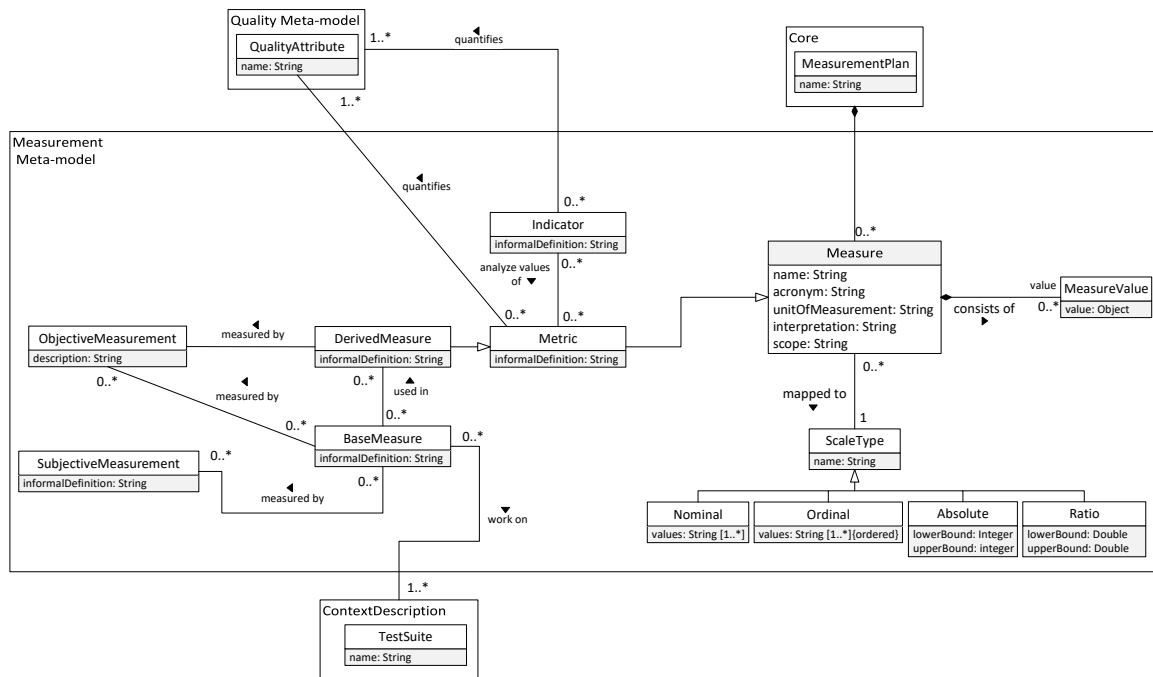 Quality Meta-model
QualityAttribute
name: String
1..*
quantifies
1..*
Core
MeasurementPlan
name: String
Measurement
Meta-model
quantifies
0..*
Indicator
informalDefinition: String
0..*
analyze values
of
0..*
0..*
0..*
Measure
name: String
acronym: String
unitOfMeasurement: String
interpretation: String
scope: String
value
consists of
0..*
MeasureValue
value: Object
ObjectiveMeasurement
description: String
measured by
DerivedMeasure
informalDefinition: String
Metric
informalDefinition: String
0..*
measured by
0..*
used in
0..*
0..*
0..*
mapped to
1
BaseMeasure
informalDefinition: String
0..*
ScaleType
name: String
SubjectiveMeasurement
informalDefinition: String
0..*
measured by
0..*
work on
Nominal
values: String [1..*]
Ordinal
values: String [1..*]{ordered}
Absolute
lowerBound: Integer
upperBound: integer
Ratio
lowerBound: Double
upperBound: Double
1..*
ContextDescription
TestSuite
name: String